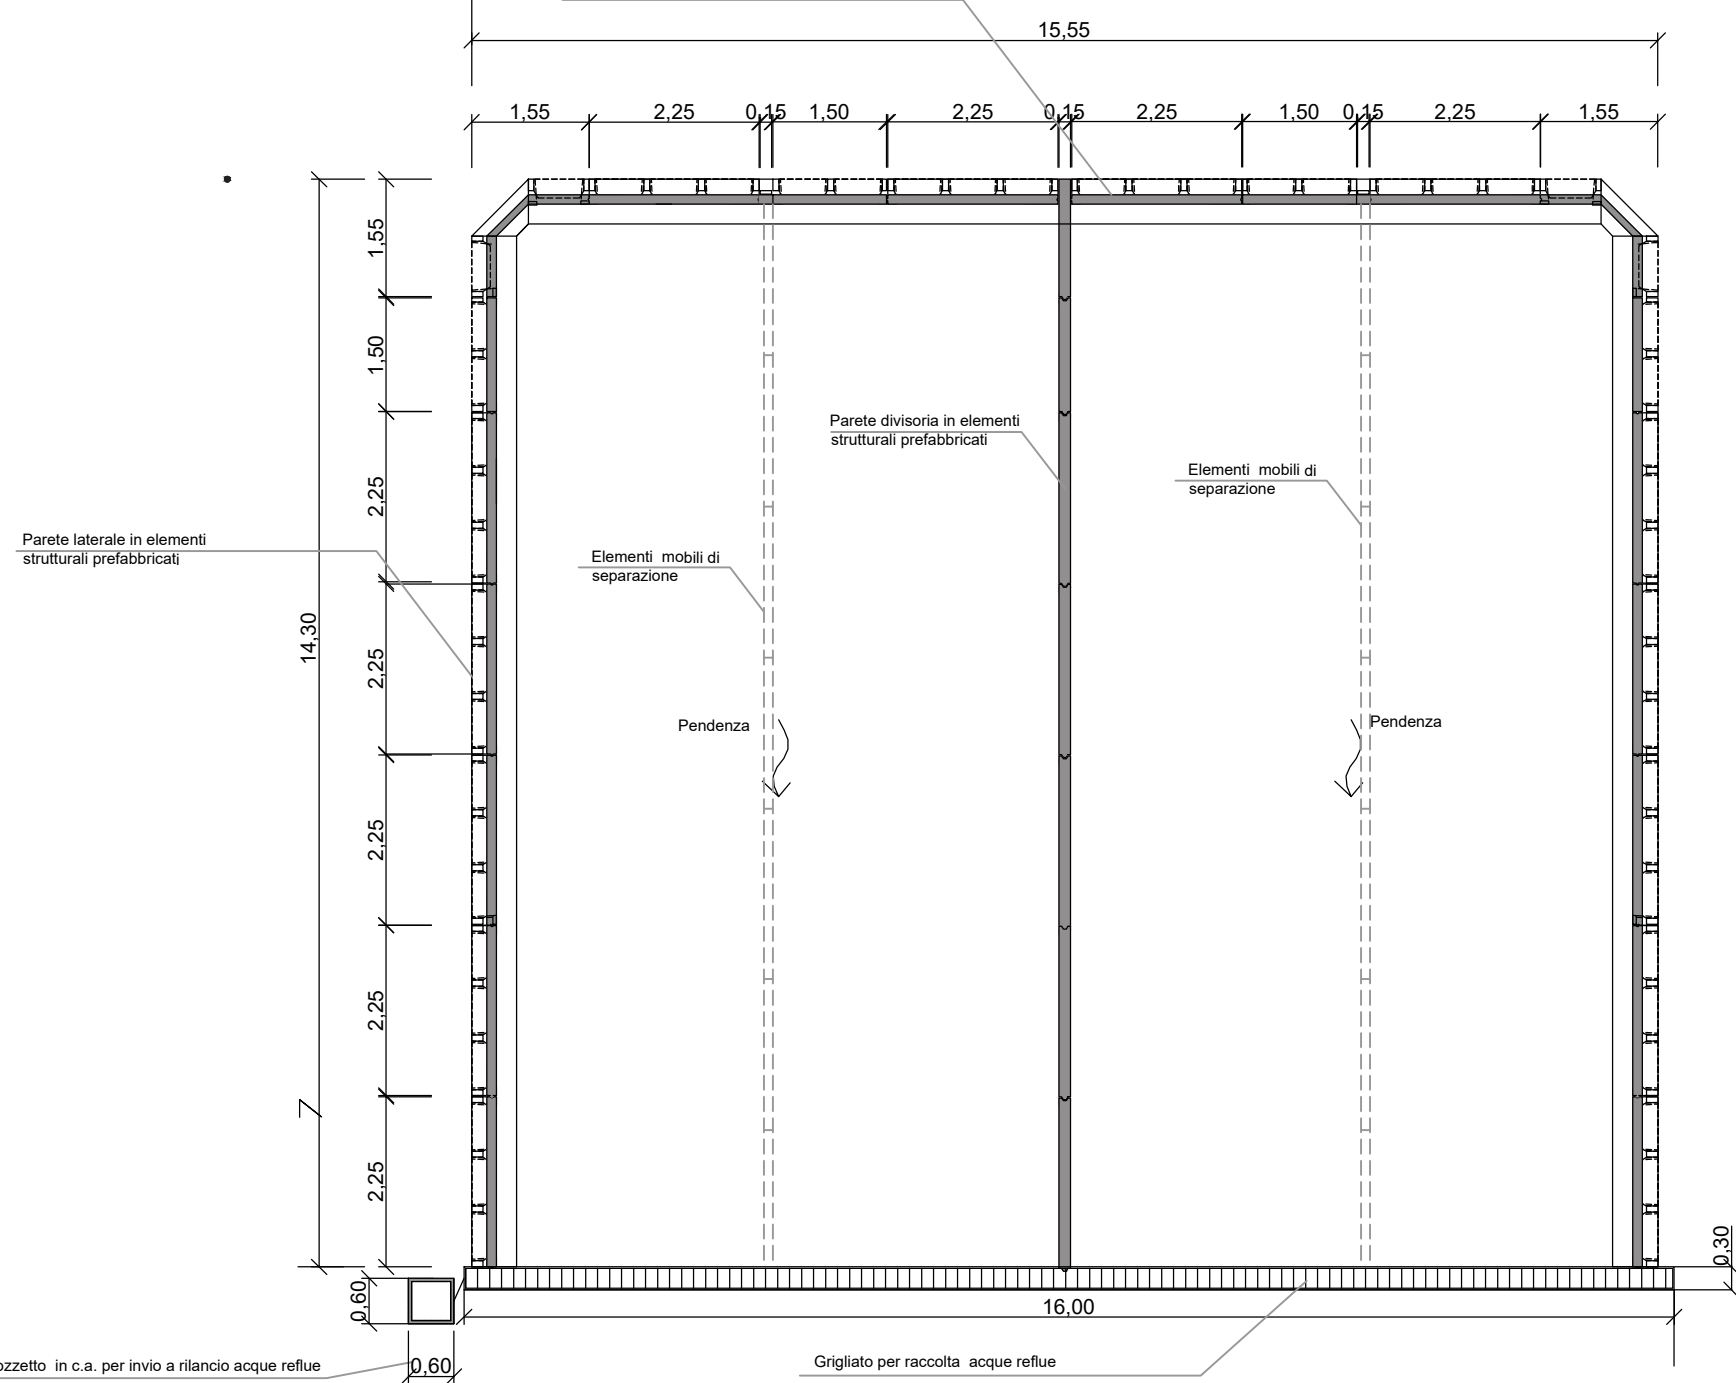 15,55
1,55 2,25 0,15 1,50 2,25 0,15 2,25 1,50 0,15 2,25 1,55
1,55
1,50
2,25
2,25
2,25
2,25
2,25
14,30
Parete divisoria in elementi
strutturali prefabbricati
Elementi mobili di
separazione
Parete laterale in elementi
strutturali prefabbricati
Elementi mobili di
separazione
Pendenza
Pendenza
0,30
0,60
16,00
ozzetto in c.a. per invio a rilancio acque reflue
0,60
Grigliato per raccolta acque reflue